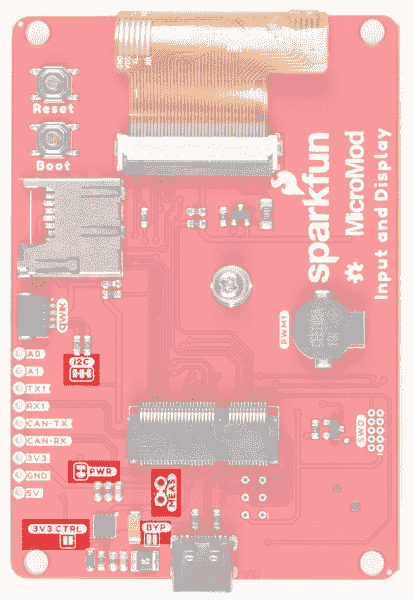 Reset
Boot
sparkfun
MicroMod
Input and Display
qwiic
PWM1
I2C
A0
A1
TX1
RX1
CAN-TX
CAN-RX
3V3
GND
5V
PWR
MEAS
SWD
3V3 CTRL
BYP